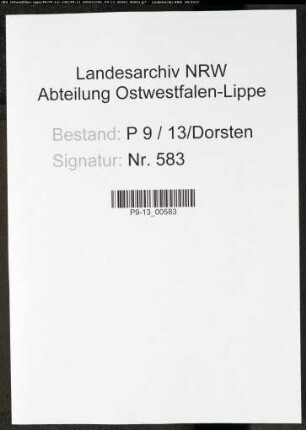 Landesarchiv NRW
Abteilung Ostwestfalen-Lippe
Bestand: P 9 / 13/Dorsten
Signatur: Nr. 583
P9-13_00583